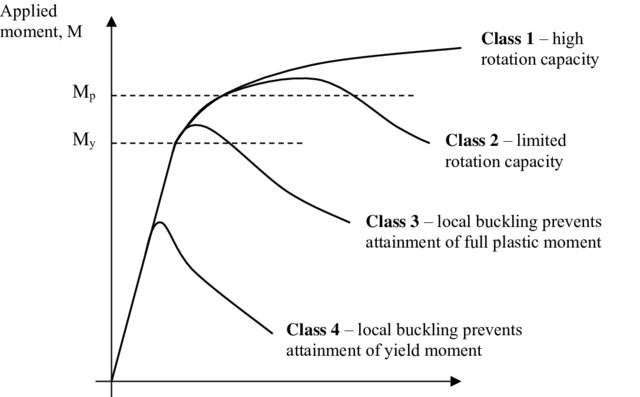 Applied
moment, M
Class 1 – high
rotation capacity
Mp
My
Class 2 – limited
rotation capacity
Class 3 – local buckling prevents
attainment of full plastic moment
Class 4 – local buckling prevents
attainment of yield moment